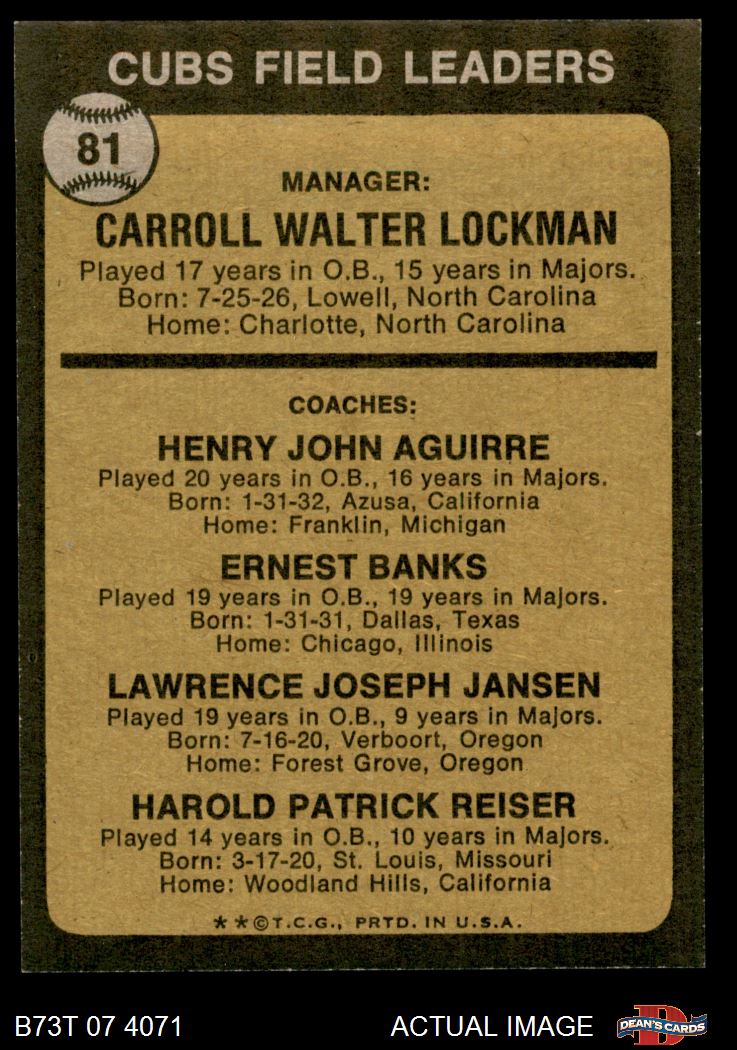 CUBS FIELD LEADERS
81
MANAGER:
CARROLL WALTER LOCKMAN
Played 17 years in O.B., 15 years in Majors.
Born: 7-25-26, Lowell, North Carolina
Home: Charlotte, North Carolina
COACHES:
HENRY JOHN AGUIRRE
Played 20 years in O.B., 16 years in Majors.
Born: 1-31-32, Azusa, California
Home: Franklin, Michigan
ERNEST BANKS
Played 19 years in O.B., 19 years in Majors.
Born: 1-31-31, Dallas, Texas
Home: Chicago, Illinois
LAWRENCE JOSEPH JANSEN
Played 19 years in O.B., 9 years in Majors.
Born: 7-16-20, Verboort, Oregon
Home: Forest Grove, Oregon
HAROLD PATRICK REISER
Played 14 years in O.B., 10 years in Majors.
Born: 3-17-20, St. Louis, Missouri
Home: Woodland Hills, California
**©T.C.G., PRTD. IN U.S.A.
B73T 07 4071 ACTUAL IMAGE
D
DEAN'S CARDS